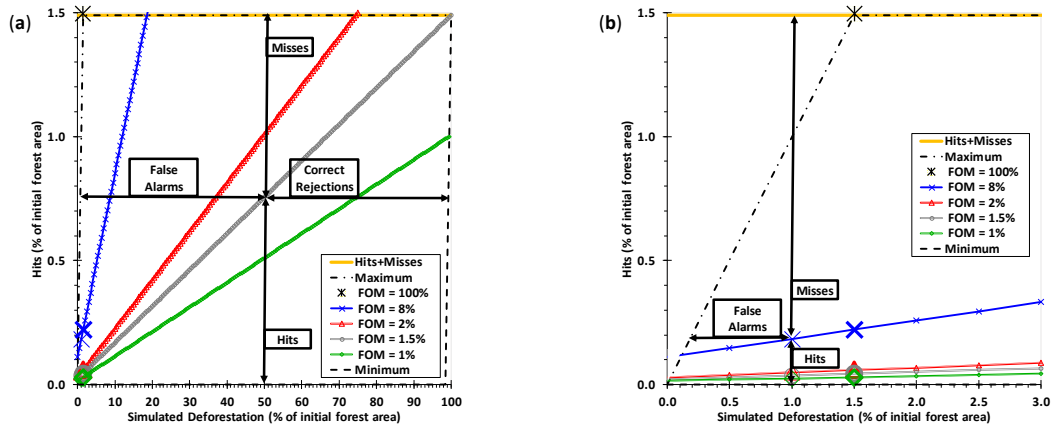 (a)
Hits (% of initial forest area)
1.5
1.0
0.5
0.0
Misses
False
Alarms
Correct
Rejections
Hits
Hits+Misses
Maximum
FOM = 100%
FOM = 8%
FOM = 2%
FOM = 1.5%
FOM = 1%
Minimum
0 10 20 30 40 50 60 70 80 90 100
Simulated Deforestation (% of initial forest area)
(b)
Hits (% of initial forest area)
1.5
1.0
0.5
0.0
Hits+Misses
Maximum
FOM = 100%
FOM = 8%
FOM = 2%
FOM = 1.5%
FOM = 1%
Minimum
Misses
False
Alarms
Hits
0.0 0.5 1.0 1.5 2.0 2.5 3.0
Simulated Deforestation (% of initial forest area)